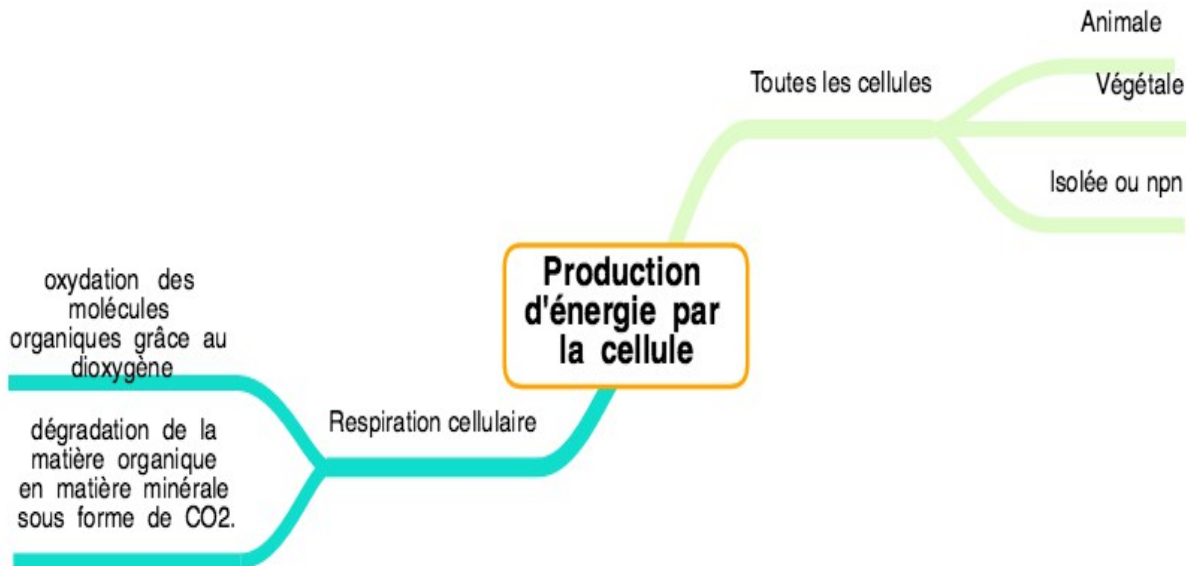 Animale
Toutes les cellules
Végétale
Isolée ou npn
Production
d'énergie par
la cellule
oxydation des
molécules
organiques grâce au
dioxygène
Respiration cellulaire
dégradation de la
matière organique
en matière minérale
sous forme de CO2.